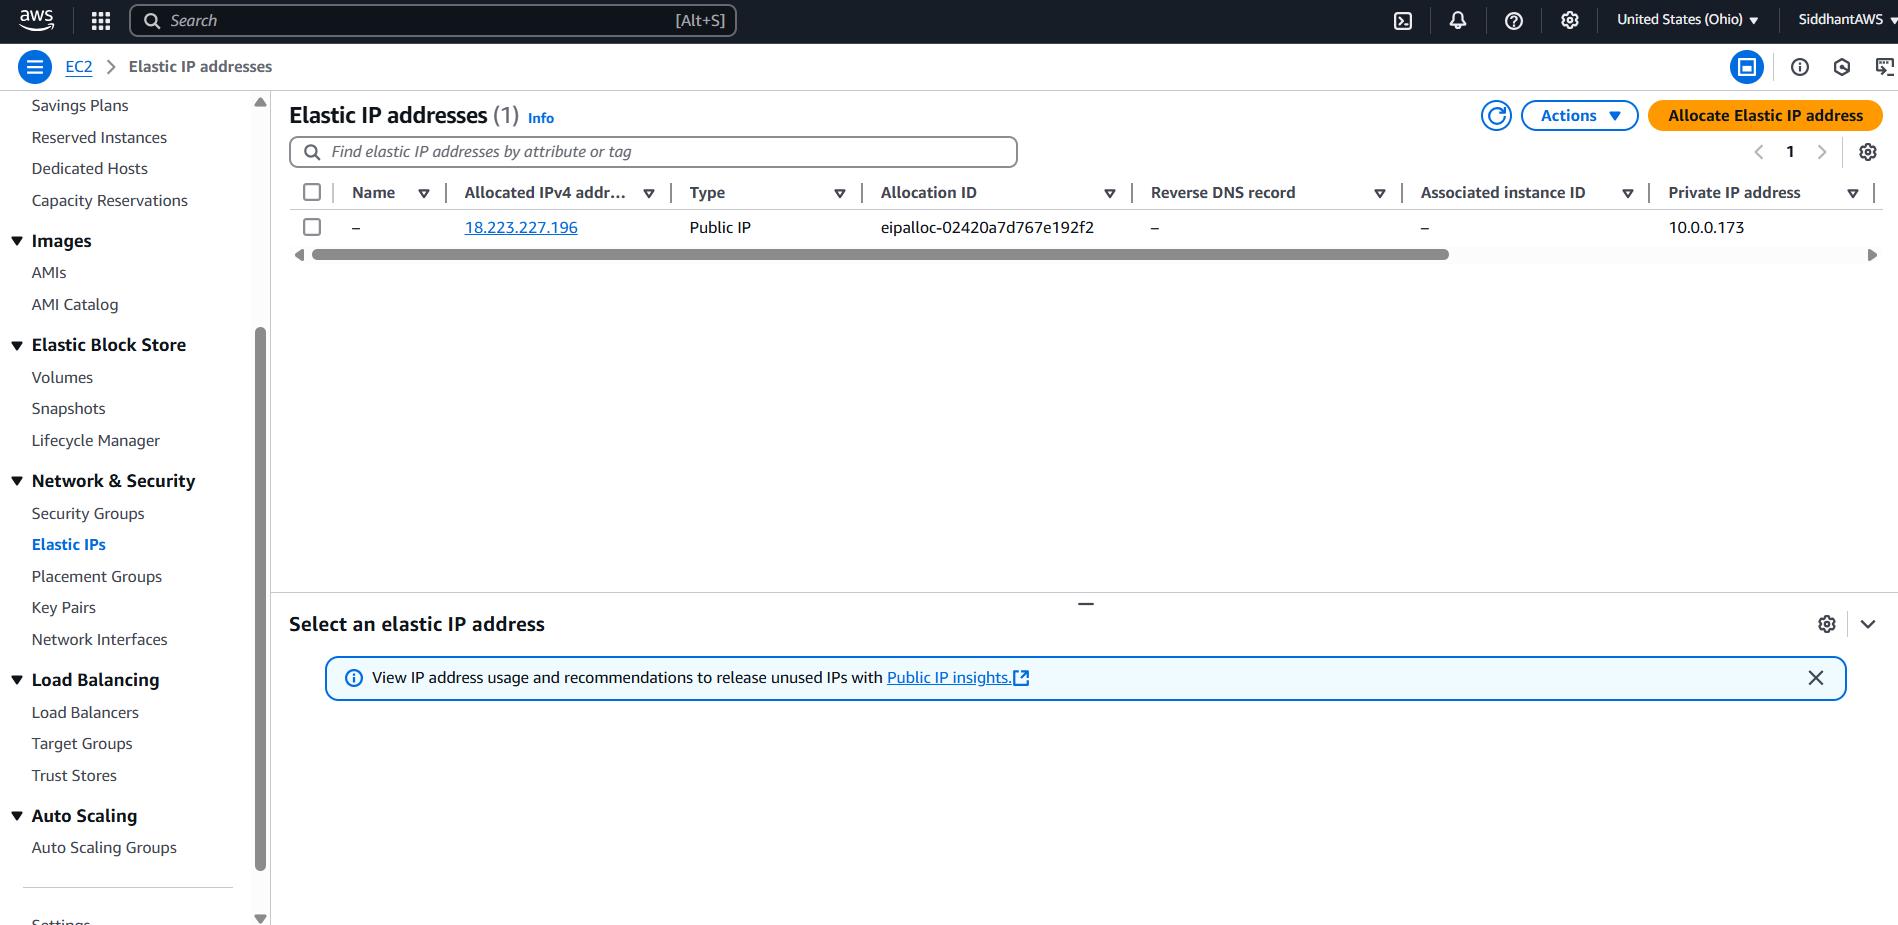 aws
Search [Alt+S]
United States (Ohio)
SiddhantAWS
EC2 Elastic IP addresses
Savings Plans
Reserved Instances
Dedicated Hosts
Capacity Reservations
Images
AMIs
AMI Catalog
Elastic Block Store
Volumes
Snapshots
Lifecycle Manager
Network & Security
Security Groups
Elastic IPs
Placement Groups
Key Pairs
Network Interfaces
Load Balancing
Load Balancers
Target Groups
Trust Stores
Auto Scaling
Auto Scaling Groups
Settings
Elastic IP addresses (1) Info
Actions
Allocate Elastic IP address
Find elastic IP addresses by attribute or tag
1
Name Allocated IPv4 addr... Type Allocation ID Reverse DNS record Associated instance ID Private IP address
– 18.223.227.196 Public IP eipalloc-02420a7d767e192f2 – – 10.0.0.173
Select an elastic IP address
View IP address usage and recommendations to release unused IPs with Public IP insights.